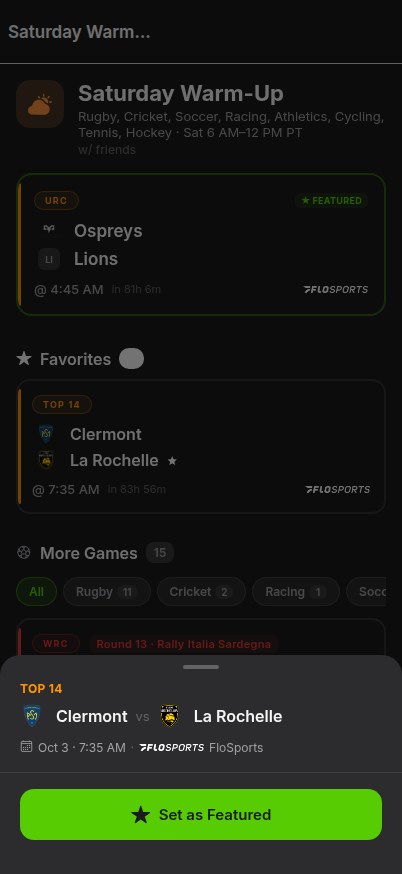 Saturday Warm...
Saturday Warm-Up
Rugby, Cricket, Soccer, Racing, Athletics, Cycling,
Tennis, Hockey · Sat 6 AM–12 PM PT
w/ friends
URC
★ FEATURED
Ospreys
LI Lions
@ 4:45 AM in 81h 6m FLOSPORTS
★ Favorites
TOP 14
Clermont
La Rochelle ★
@ 7:35 AM in 83h 56m FLOSPORTS
More Games 15
All Rugby 11 Cricket 2 Racing 1 Socc
WRC Round 13 · Rally Italia Sardegna
TOP 14
Clermont vs La Rochelle
Oct 3 · 7:35 AM · FLOSPORTS FloSports
★ Set as Featured